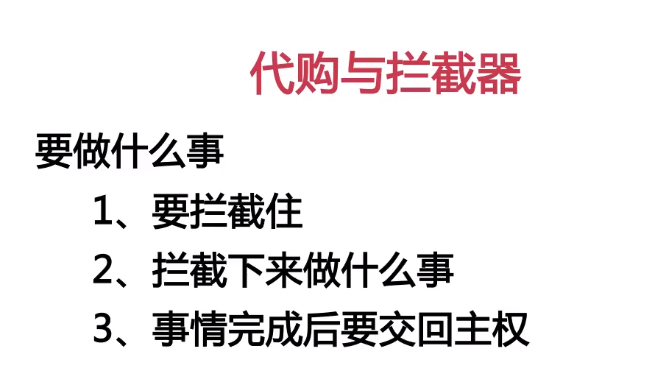 代购与拦截器
要做什么事
1、要拦截住
2、拦截下来做什么事
3、事情完成后要交回主权